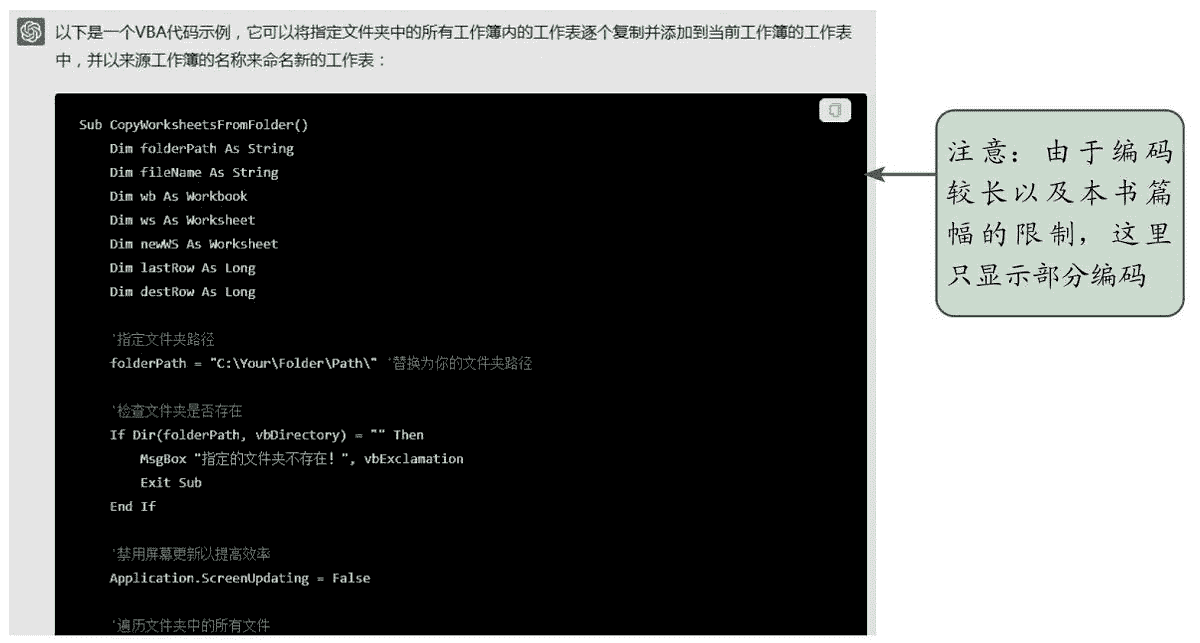 以下是一个VBA代码示例，它可以将指定文件夹中的所有工作簿内的工作表逐个复制并添加到当前工作簿的工作表
中，并以来源工作簿的名称来命名新的工作表：
Sub CopyWorksheetsFromFolder()
Dim folderPath As String
Dim fileName As String
Dim wb As Workbook
Dim ws As Worksheet
Dim newWS As Worksheet
Dim lastRow As Long
Dim destRow As Long
'指定文件夹路径
folderPath = "C:\Your\Folder\Path\" '替换为你的文件夹路径
'检查文件夹是否存在
If Dir(folderPath, vbDirectory) = "" Then
MsgBox "指定的文件夹不存在！", vbExclamation
Exit Sub
End If
'禁用屏幕更新以提高效率
Application.ScreenUpdating = False
'遍历文件夹中的所有文件
注意：由于编码
较长以及本书篇
幅的限制，这里
只显示部分编码